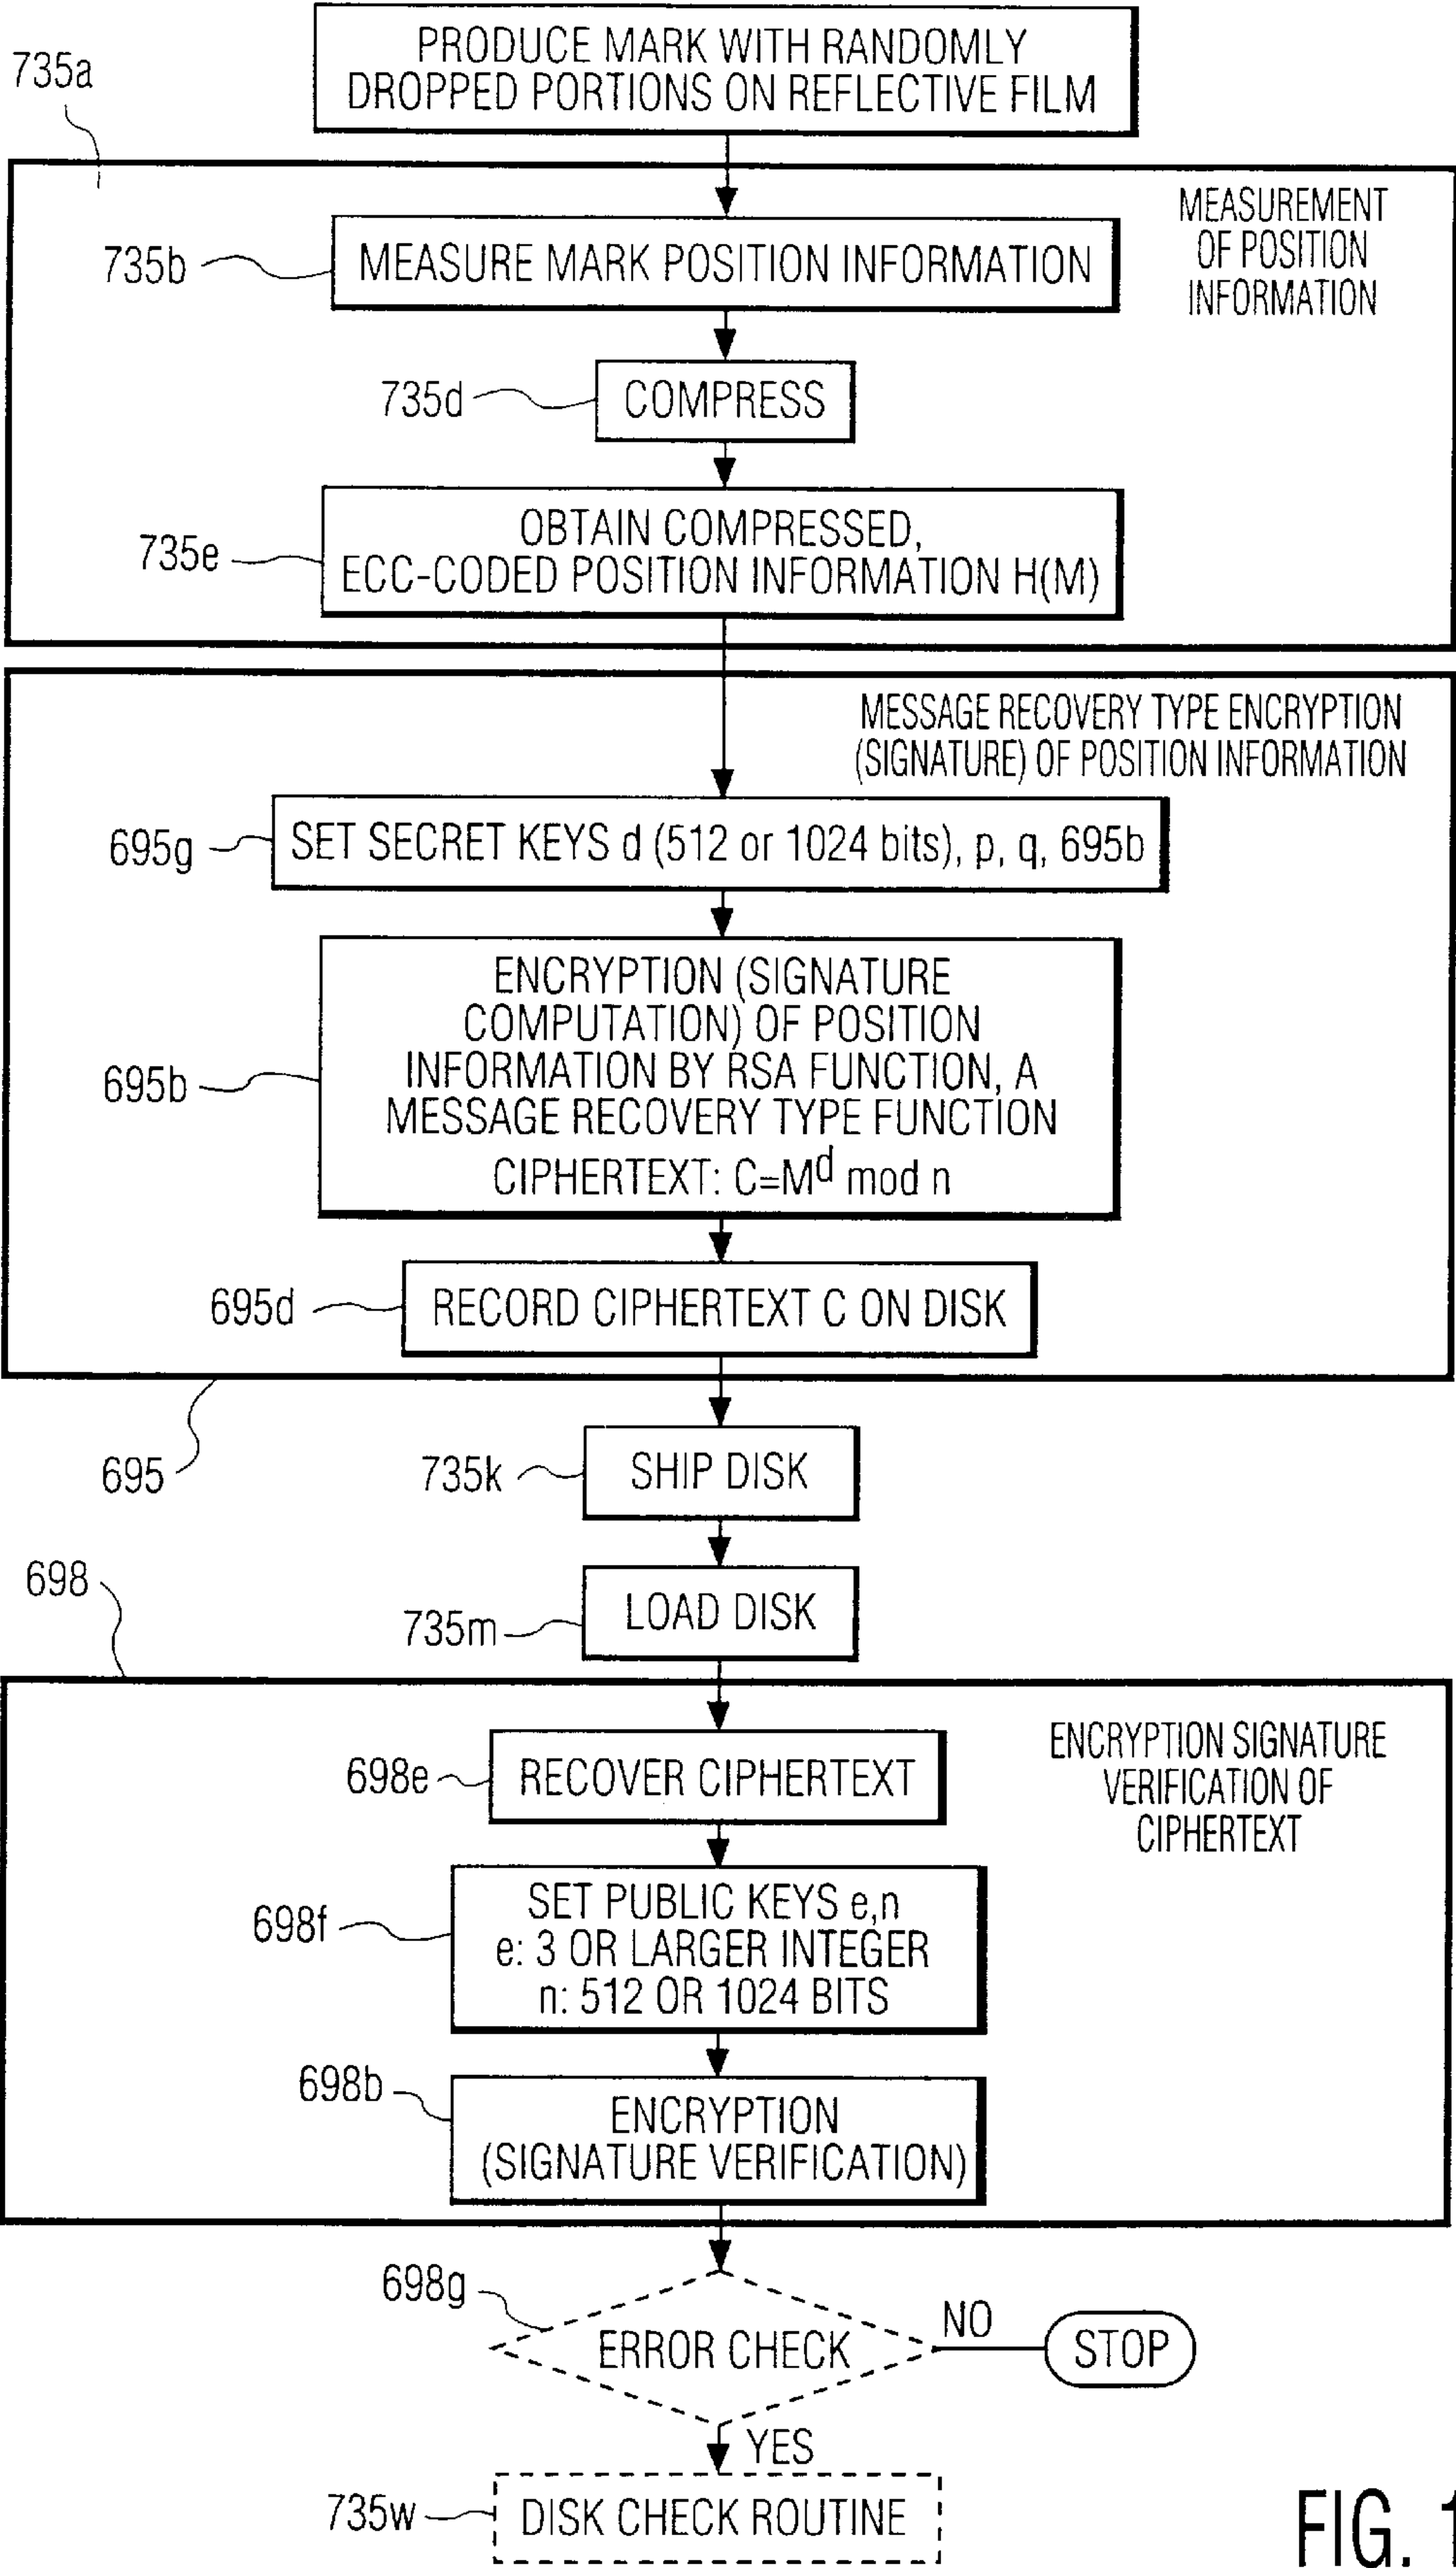 PRODUCE MARK WITH RANDOMLY
DROPPED PORTIONS ON REFLECTIVE FILM
735a
MEASUREMENT
OF POSITION
INFORMATION
735b
MEASURE MARK POSITION INFORMATION
735d
COMPRESS
735e
OBTAIN COMPRESSED,
ECC-CODED POSITION INFORMATION H(M)
MESSAGE RECOVERY TYPE ENCRYPTION
(SIGNATURE) OF POSITION INFORMATION
695g
SET SECRET KEYS d (512 or 1024 bits), p, q, 695b
695b
ENCRYPTION (SIGNATURE
COMPUTATION) OF POSITION
INFORMATION BY RSA FUNCTION, A
MESSAGE RECOVERY TYPE FUNCTION
CIPHERTEXT: C=M^d mod n
695d
RECORD CIPHERTEXT C ON DISK
695
735k
SHIP DISK
698
735m
LOAD DISK
698e
RECOVER CIPHERTEXT
ENCRYPTION SIGNATURE
VERIFICATION OF
CIPHERTEXT
698f
SET PUBLIC KEYS e,n
e: 3 OR LARGER INTEGER
n: 512 OR 1024 BITS
698b
ENCRYPTION
(SIGNATURE VERIFICATION)
698g
ERROR CHECK
NO
STOP
YES
735w
DISK CHECK ROUTINE
FIG. 1